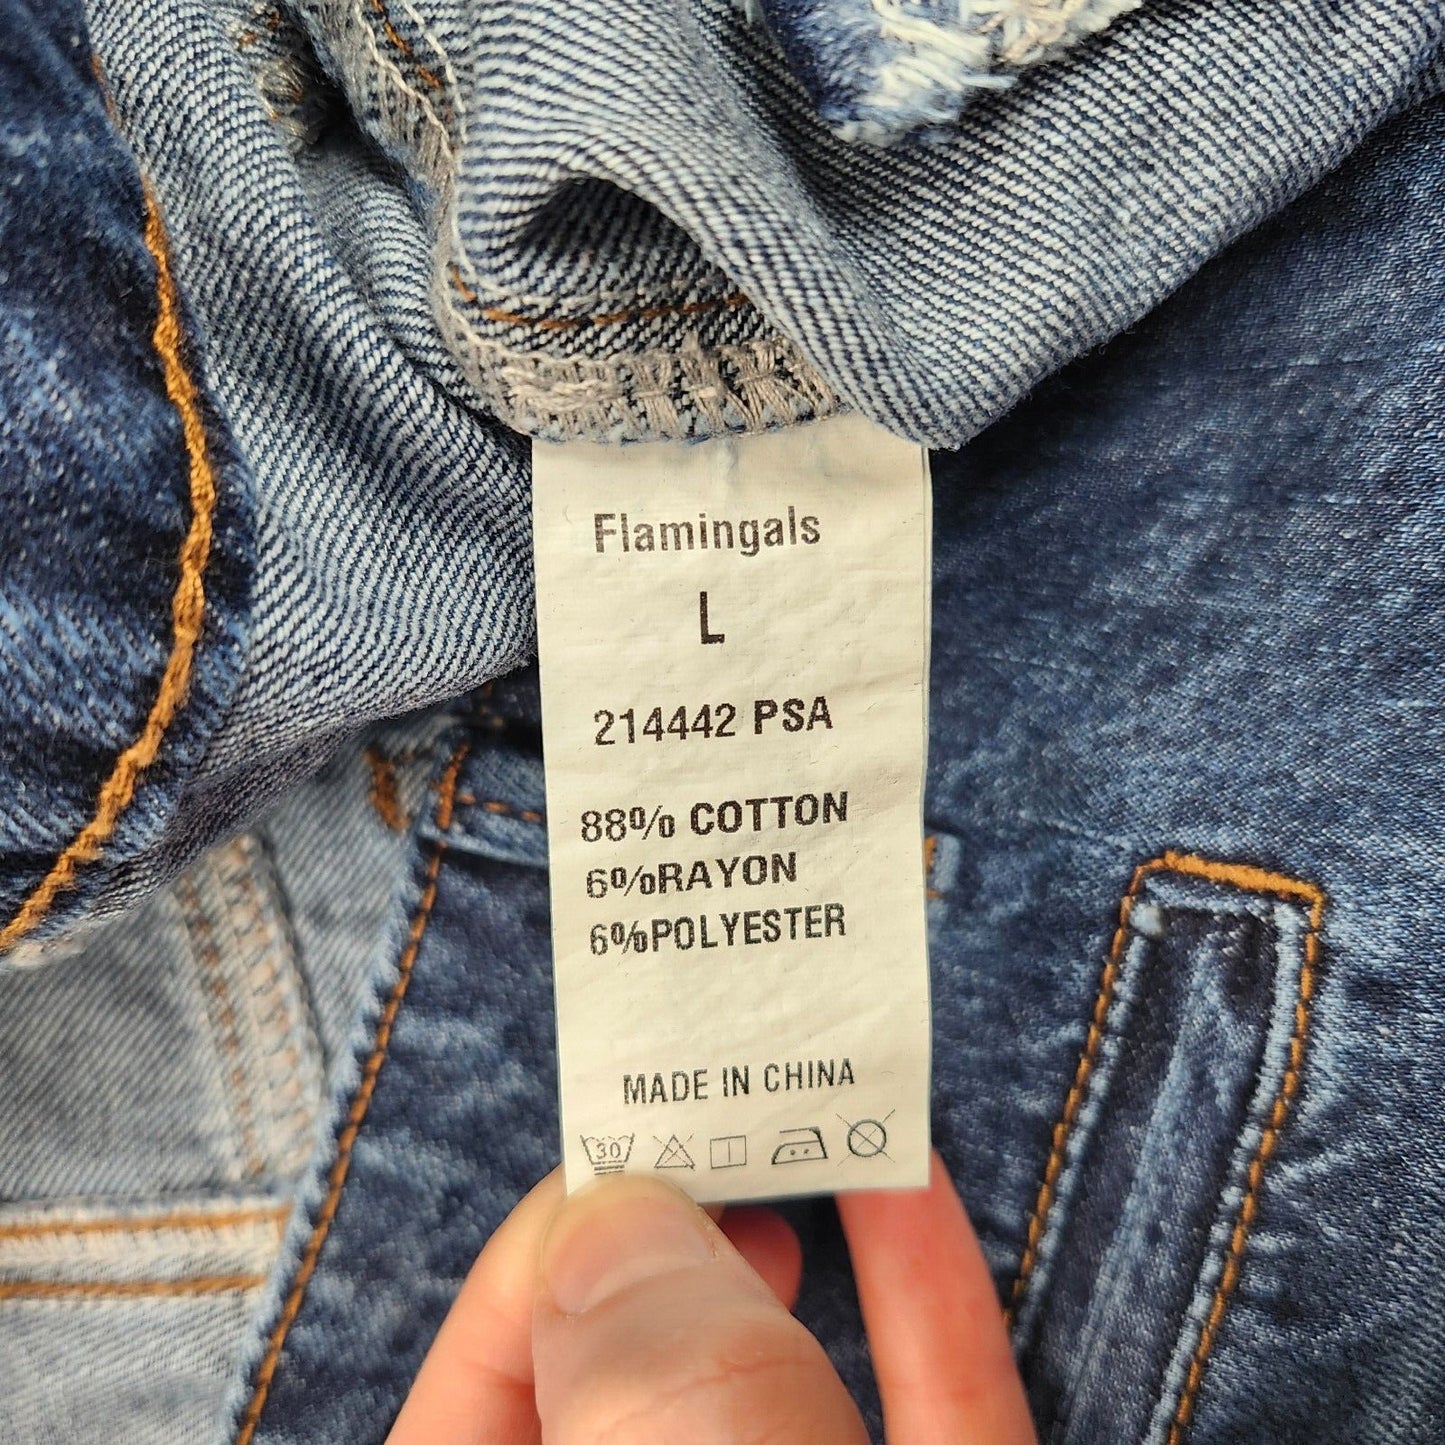 Flamingals
L
214442 PSA
88% COTTON
6%RAYON
6%POLYESTER
MADE IN CHINA
30